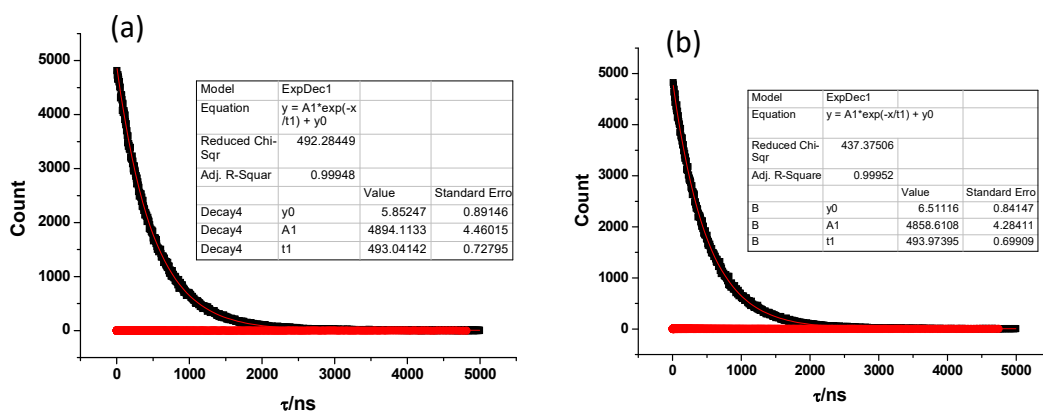 (a)
5000
4000
3000
2000
1000
0
Count
0 1000 2000 3000 4000 5000
τ/ns
Model ExpDec1
Equation y = A1*exp(-x
/t1) + y0
Reduced Chi- 492.28449
Sqr
Adj. R-Squar 0.99948
Value Standard Erro
Decay4 y0 5.85247 0.89146
Decay4 A1 4894.1133 4.46015
Decay4 t1 493.04142 0.72795
(b)
5000
4000
3000
2000
1000
0
Count
0 1000 2000 3000 4000 5000
τ/ns
Model ExpDec1
Equation y = A1*exp(-x/t1) + y0
Reduced Chi- 437.37506
Sqr
Adj. R-Square 0.99952
Value Standard Erro
B y0 6.51116 0.84147
B A1 4858.6108 4.28411
B t1 493.97395 0.69909